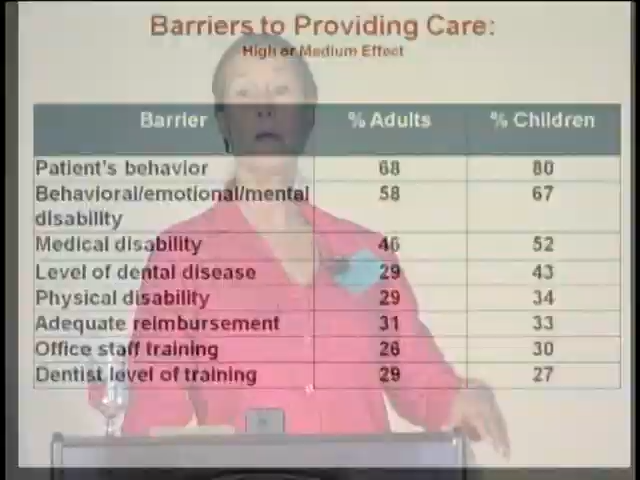 Barriers to Providing Care:
High or Medium Effect
Barrier % Adults % Children
Patient's behavior 68 80
Behavioral/emotional/mental 58 67
disability
Medical disability 46 52
Level of dental disease 29 43
Physical disability 29 34
Adequate reimbursement 31 33
Office staff training 26 30
Dentist level of training 29 27